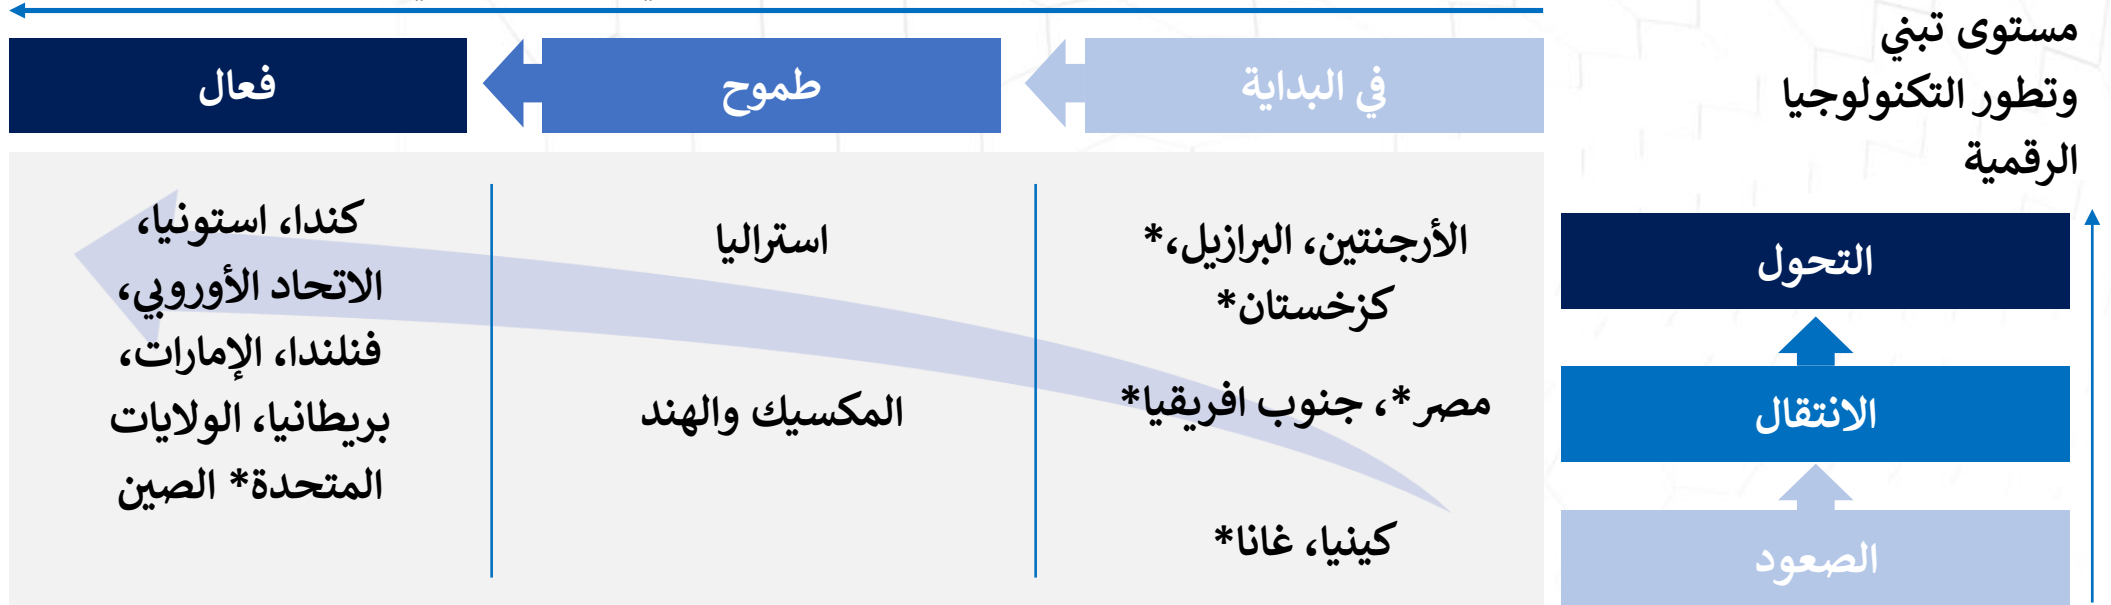 مستوى تبني
وتطور التكنولوجيا
الرقمية
في البداية
طموح
فعال
التحول
الانتقال
الصعود
الأرجنتين، البرازيل،*
كزخستان*
مصر*، جنوب افريقيا*
كينيا، غانا*
استراليا
المكسيك والهند
كندا، استونيا،
الاتحاد الأوروبي،
فنلندا، الإمارات،
بريطانيا، الولايات
المتحدة* الصين